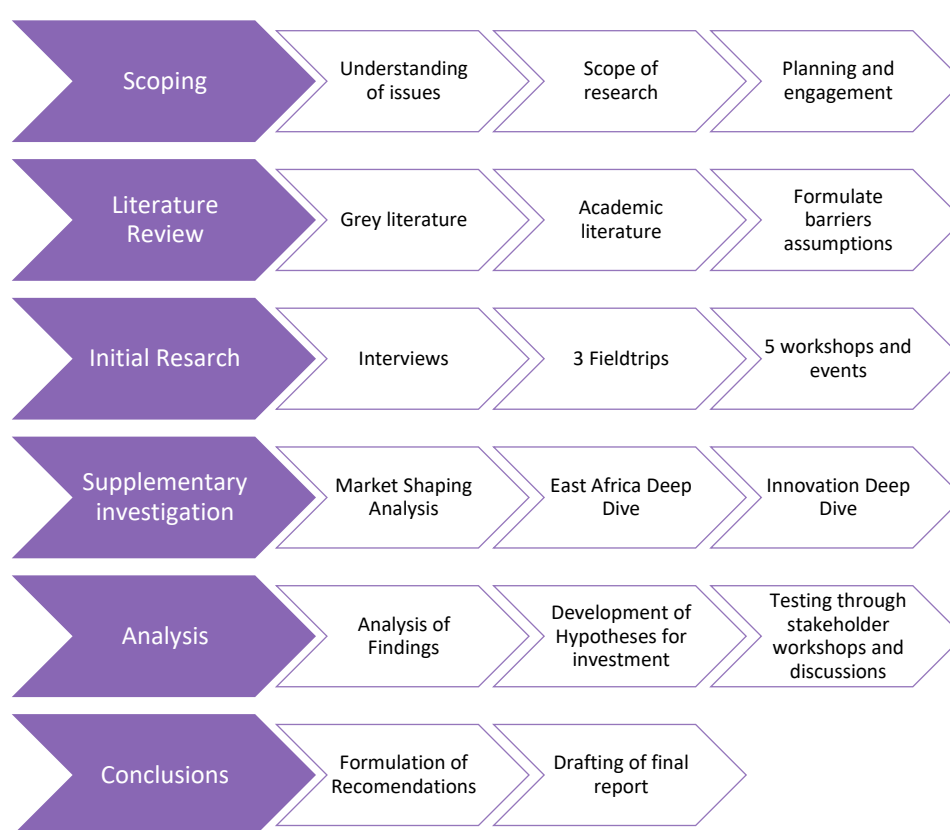 Scoping
Understanding
of issues
Scope of
research
Planning and
engagement
Literature
Review
Grey literature
Academic
literature
Formulate
barriers
assumptions
Initial Resarch
Interviews
3 Fieldtrips
5 workshops and
events
Supplementary
investigation
Market Shaping
Analysis
East Africa Deep
Dive
Innovation Deep
Dive
Analysis
Analysis of
Findings
Development of
Hypotheses for
investment
Testing through
stakeholder
workshops and
discussions
Conclusions
Formulation of
Recomendations
Drafting of final
report